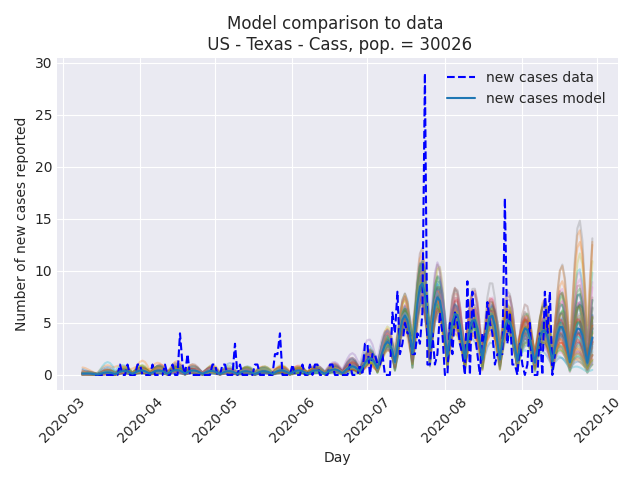 Model comparison to data
US - Texas - Cass, pop. = 30026
30
25
20
15
10
5
0
Number of new cases reported
new cases data
new cases model
2020-03
2020-04
2020-05
2020-06
2020-07
2020-08
2020-09
2020-10
Day